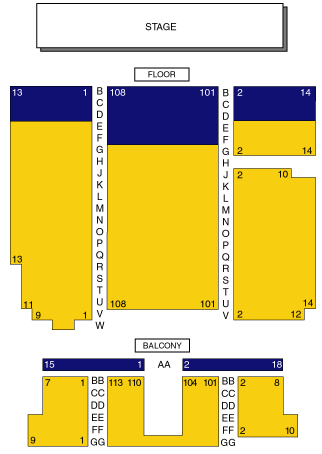 STAGE
FLOOR
13 1 B 108 101 B 2 14
C C
D D
E E
F F
G G 2 14
H H
J J 2 10
K K
L L
M M
N N
O O
P P
Q Q
13 R R
S S
T T
11 U 108 101 U 14
9 1 V V 2 12
W
BALCONY
15 1 AA 2 18
7 1 BB 113 110 104 101 BB 2 8
CC CC
DD DD
EE EE
FF FF 2 10
9 1 GG GG